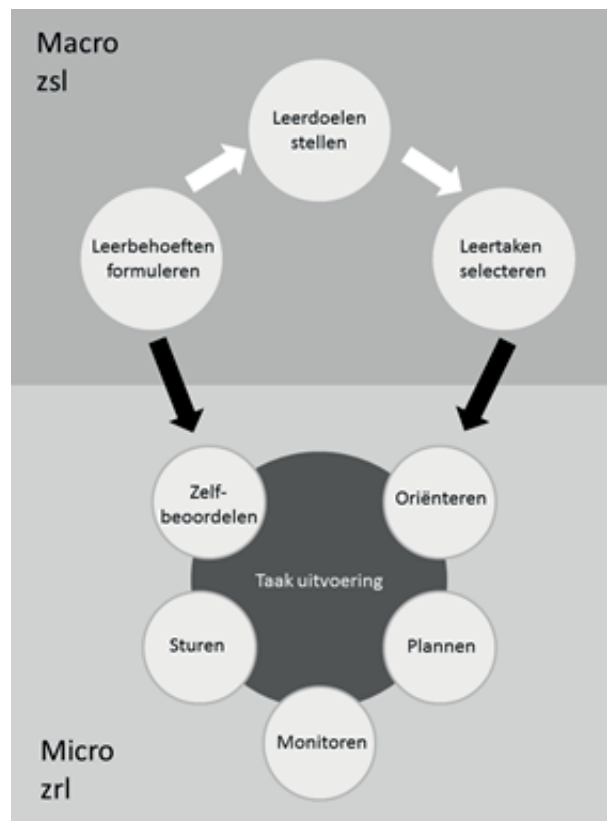 Macro
zsl
Leerdoelen
stellen
Leerbehoeften
formuleren
Leertaken
selecteren
Zelf-
beoordelen
Oriënteren
Taak uitvoering
Sturen
Plannen
Monitoren
Micro
zrl